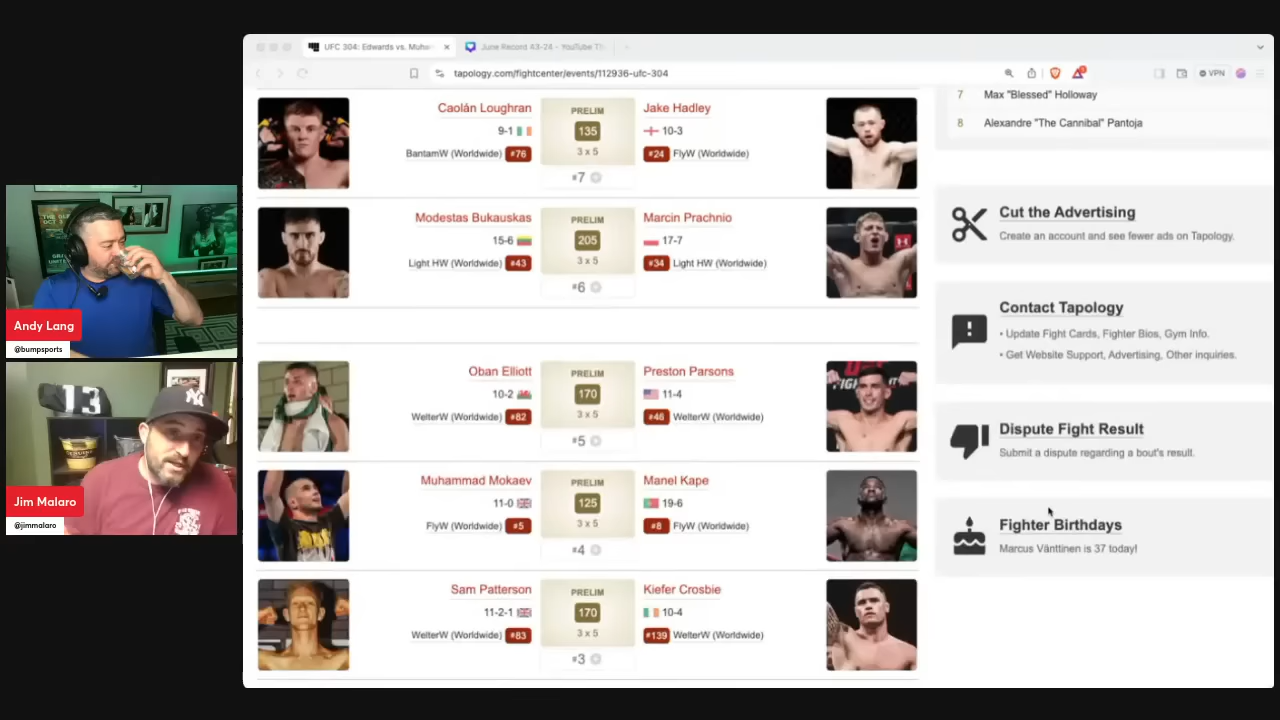 UFC 304: Edwards vs. Muha
June Record 43-24 - YouTube Th
tapology.com/fightcenter/events/112936-ufc-304
VPN
Caolán Loughran
9-1
BantamW (Worldwide) #76
PRELIM
135
3 x 5
#7
Jake Hadley
10-3
#24 FlyW (Worldwide)
Modestas Bukauskas
15-6
Light HW (Worldwide) #43
PRELIM
205
3 x 5
#6
Marcin Prachnio
17-7
#34 Light HW (Worldwide)
Oban Elliott
10-2
WelterW (Worldwide) #82
PRELIM
170
3 x 5
#5
Preston Parsons
11-4
#46 WelterW (Worldwide)
Muhammad Mokaev
11-0
FlyW (Worldwide) #5
PRELIM
125
3 x 5
#4
Manel Kape
19-6
#8 FlyW (Worldwide)
Sam Patterson
11-2-1
WelterW (Worldwide) #83
PRELIM
170
3 x 5
#3
Kiefer Crosbie
10-4
#139 WelterW (Worldwide)
7 Max "Blessed" Holloway
8 Alexandre "The Cannibal" Pantoja
Cut the Advertising
Create an account and see fewer ads on Tapology.
Contact Tapology
• Update Fight Cards, Fighter Bios, Gym Info.
• Get Website Support, Advertising, Other inquiries.
Dispute Fight Result
Submit a dispute regarding a bout's result.
Fighter Birthdays
Marcus Vänttinen is 37 today!
Andy Lang
@bumpsports
13
Jim Malaro
@jimmalaro